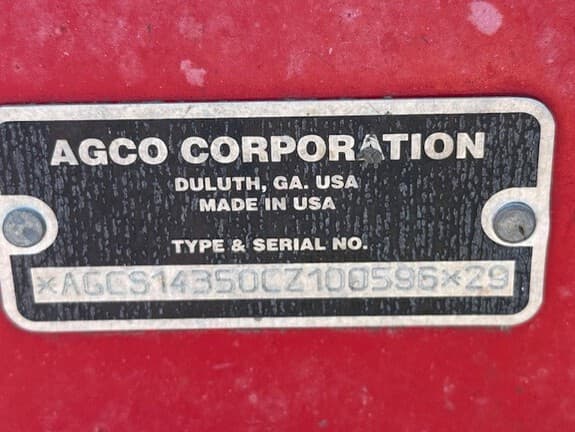 AGCO CORPORATION
DULUTH, GA. USA
MADE IN USA
TYPE & SERIAL NO.
*AGCS14350CZ100596*29